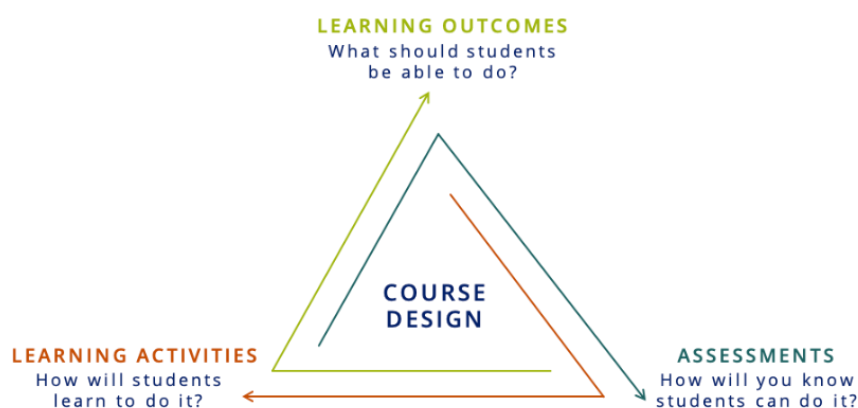 LEARNING OUTCOMES
What should students
be able to do?
COURSE
DESIGN
LEARNING ACTIVITIES
How will students
learn to do it?
ASSESSMENTS
How will you know
students can do it?